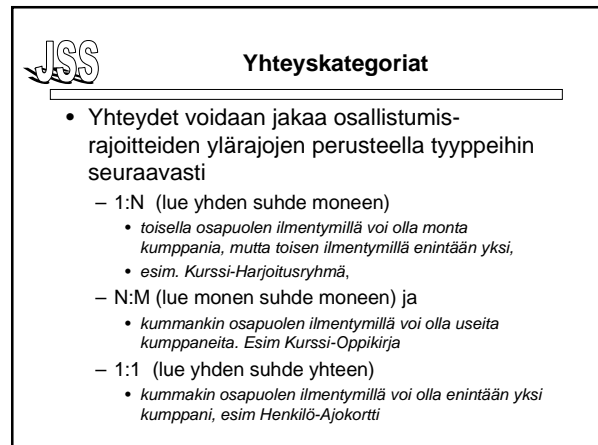 JSS
Yhteyskategoriat
• Yhteydet voidaan jakaa osallistumis-
rajoitteiden ylärajojen perusteella tyyppeihin
seuraavasti
– 1:N (lue yhden suhde moneen)
• toisella osapuolen ilmentymillä voi olla monta
kumppania, mutta toisen ilmentymillä enintään yksi,
• esim. Kurssi-Harjoitusryhmä,
– N:M (lue monen suhde moneen) ja
• kummankin osapuolen ilmentymillä voi olla useita
kumppaneita. Esim Kurssi-Oppikirja
– 1:1 (lue yhden suhde yhteen)
• kummakin osapuolen ilmentymillä voi olla enintään yksi
kumppani, esim Henkilö-Ajokortti